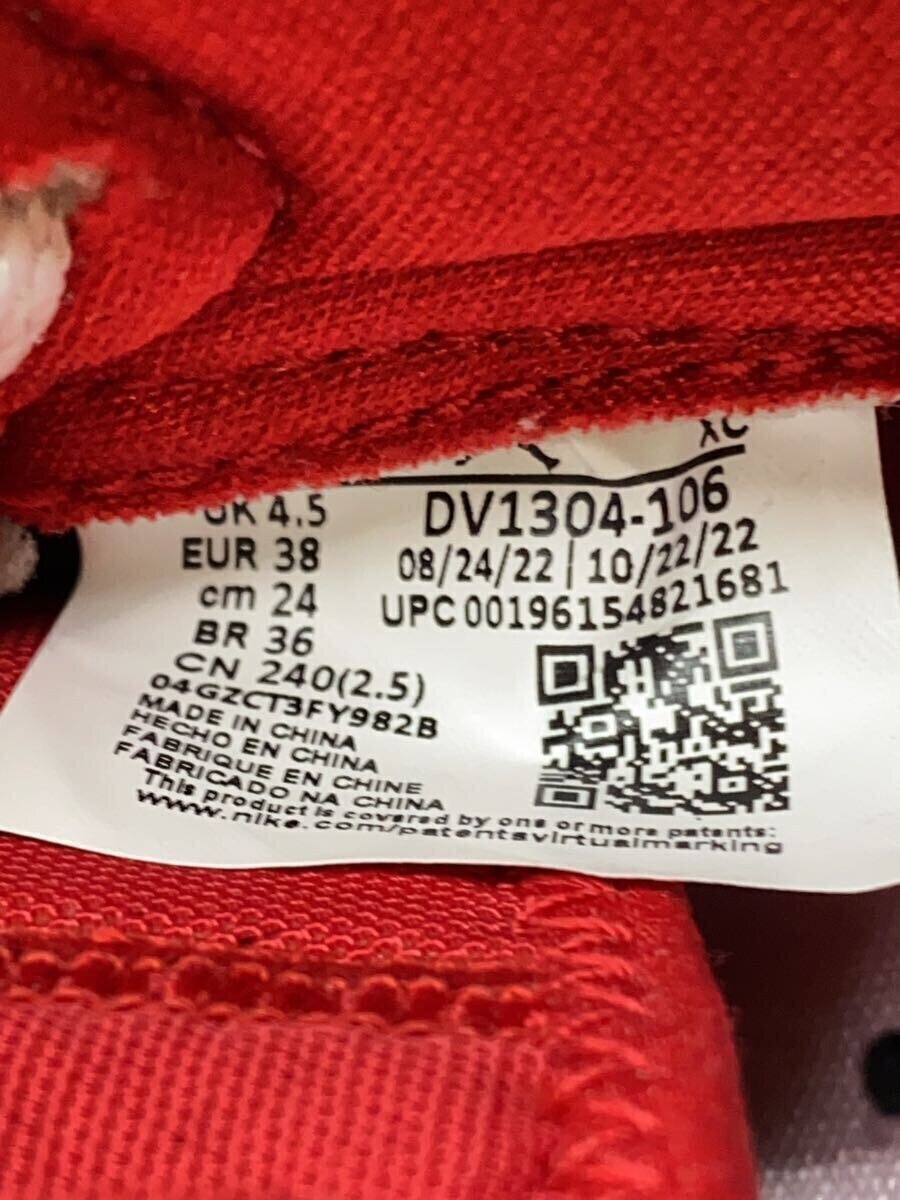 XC
UK 4.5
EUR 38
cm 24
BR 36
CN 240(2.5)
04GZCT3FY982B
MADE IN CHINA
HECHO EN CHINA
FABRIQUE EN CHINE
FABRICADO NA CHINA
This product is covered by one or more patents:
www.nike.com/patentsvirtualmarking
DV1304-106
08/24/22 | 10/22/22
UPC 00196154821681